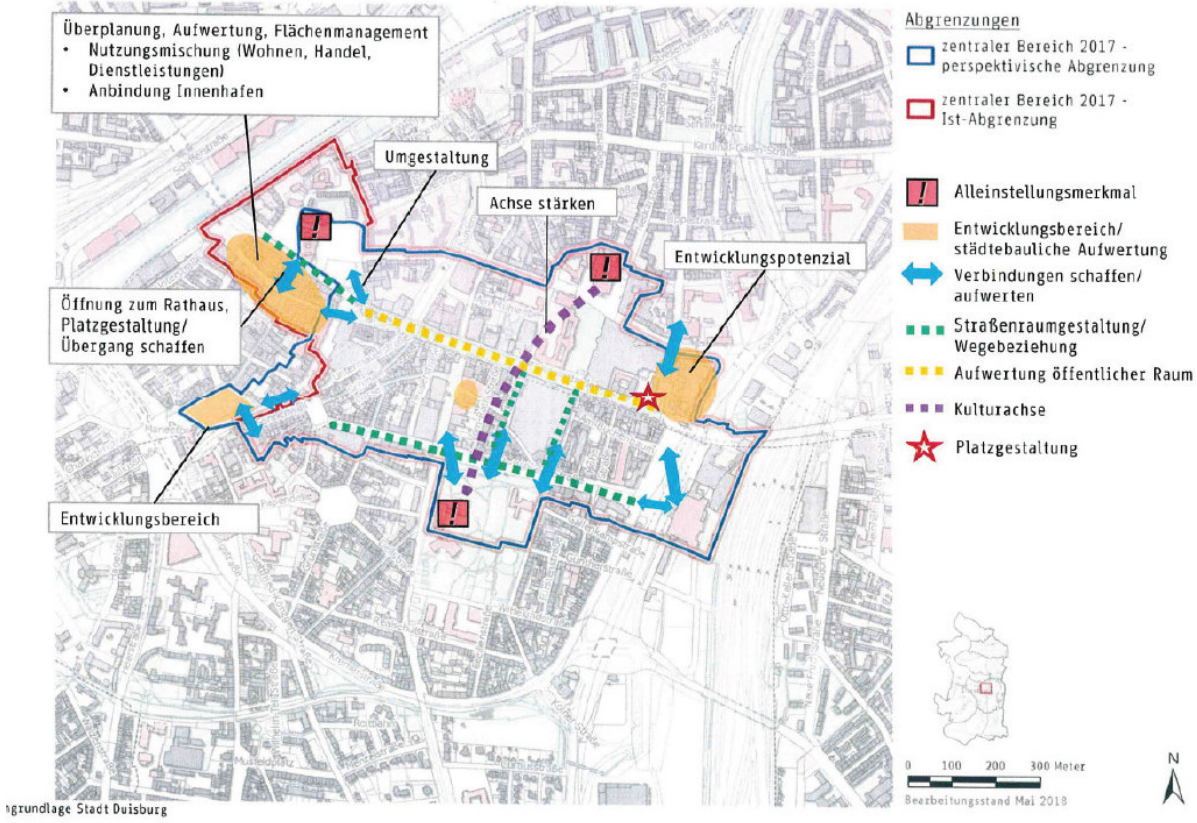 Überplanung, Aufwertung, Flächenmanagement
• Nutzungsmischung (Wohnen, Handel,
Dienstleistungen)
• Anbindung Innenhafen
Umgestaltung
Achse stärken
Entwicklungspotenzial
Öffnung zum Rathaus,
Platzgestaltung/
Übergang schaffen
Entwicklungsbereich
Musfeldplatz
Abgrenzungen
zentraler Bereich 2017 -
perspektivische Abgrenzung
zentraler Bereich 2017 -
Ist-Abgrenzung
! Alleinstellungsmerkmal
Entwicklungsbereich/
städtebauliche Aufwertung
Verbindungen schaffen/
aufwerten
Straßenraumgestaltung/
Wegebeziehung
Aufwertung öffentlicher Raum
Kulturachse
Platzgestaltung
!
!
!
N
0 100 200 300 Meter
Bearbeitungsstand Mai 2018
ngrundlage Stadt Duisburg